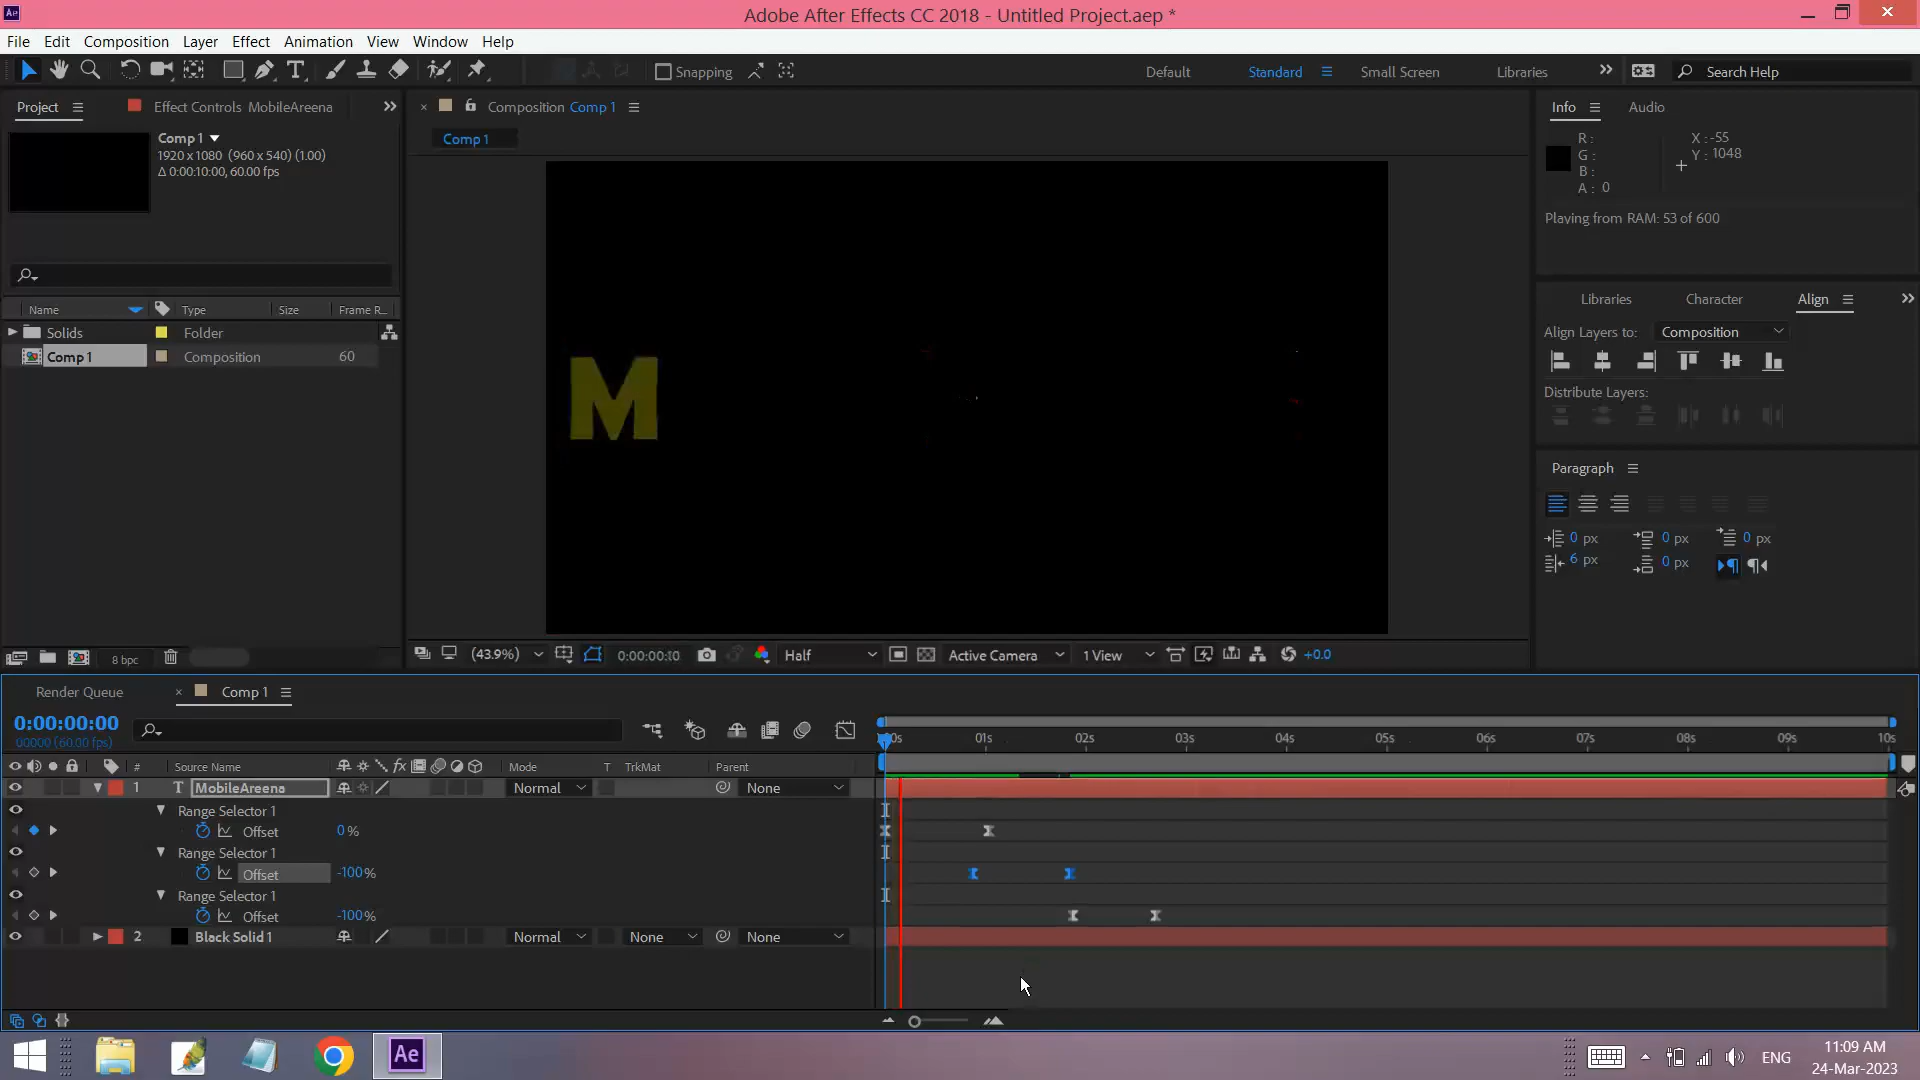 Adobe After Effects CC 2018 - Untitled Project.aep *
File Edit Composition Layer Effect Animation View Window Help
Snapping Default Standard Small Screen Libraries Search Help
Project Effect Controls MobileAreena
Comp 1
1920 x 1080 (960 x 540) (1.00)
Δ 0:00:10:00, 60.00 fps
Name Type Size Frame R...
Solids Folder
Comp 1 Composition 60
8 bpc
Composition Comp 1
Comp 1
M
(43.9%) 0:00:00:10 Half Active Camera 1 View +0.0
Info Audio
R :
G :
B :
A : 0
X : -55
Y : 1048
Playing from RAM: 53 of 600
Libraries Character Align
Align Layers to: Composition
Distribute Layers:
Paragraph
0 px 0 px 0 px
6 px 0 px
Render Queue Comp 1
0:00:00:00
00000 (60.00 fps)
01s 02s 03s 04s 05s 06s 07s 08s 09s 10s
# Source Name Mode T TrkMat Parent
1 T MobileAreena Normal None
Range Selector 1
Offset 0 %
Range Selector 1
Offset -100 %
Range Selector 1
Offset -100 %
2 Black Solid 1 Normal None None
Ae ENG 11:09 AM
24-Mar-2023